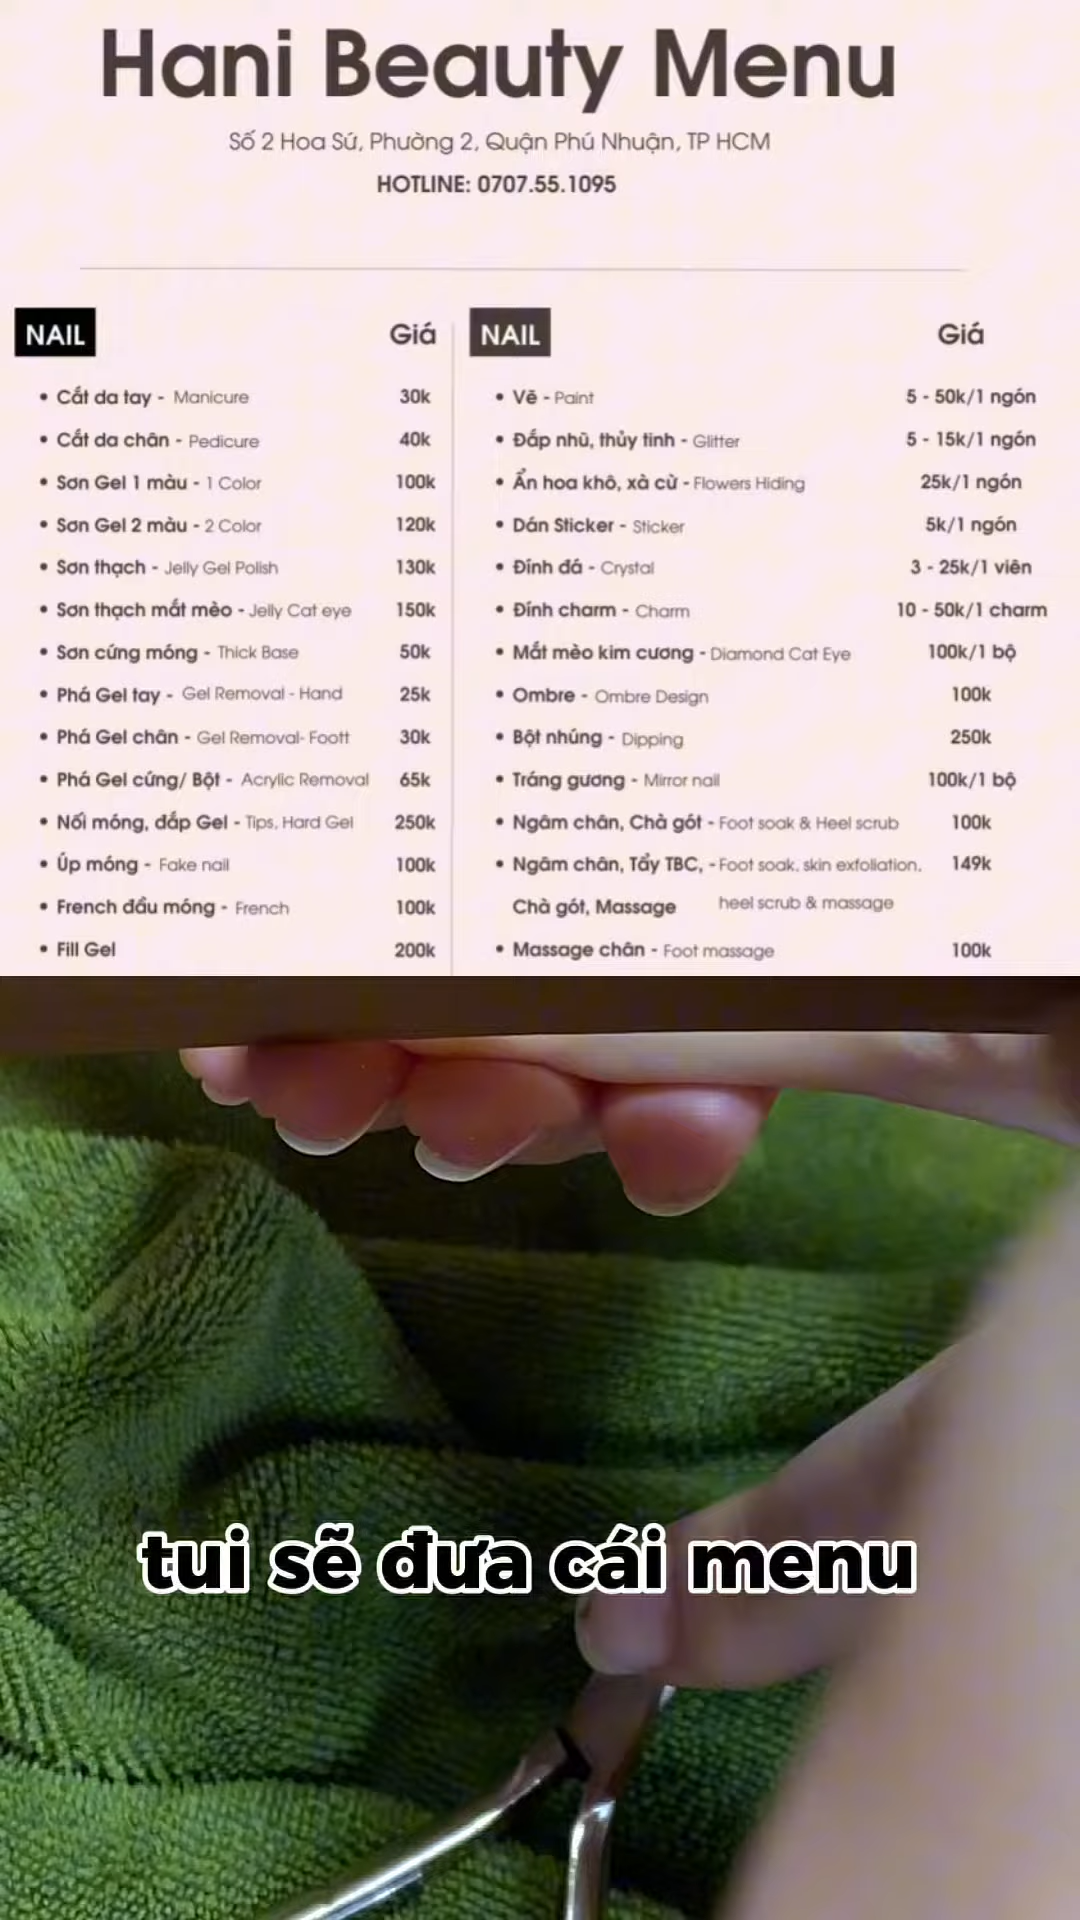 Hani Beauty Menu
Số 2 Hoa Sứ, Phường 2, Quận Phú Nhuận, TP HCM
HOTLINE: 0707.55.1095
NAIL Giá
• Cắt da tay - Manicure 30k
• Cắt da chân - Pedicure 40k
• Sơn Gel 1 màu - 1 Color 100k
• Sơn Gel 2 màu - 2 Color 120k
• Sơn thạch - Jelly Gel Polish 130k
• Sơn thạch mắt mèo - Jelly Cat eye 150k
• Sơn cứng móng - Thick Base 50k
• Phá Gel tay - Gel Removal - Hand 25k
• Phá Gel chân - Gel Removal- Foott 30k
• Phá Gel cứng/ Bột - Acrylic Removal 65k
• Nối móng, đắp Gel - Tips, Hard Gel 250k
• Úp móng - Fake nail 100k
• French đầu móng - French 100k
• Fill Gel 200k
NAIL Giá
• Vẽ - Paint 5 - 50k/1 ngón
• Đắp nhũ, thủy tinh - Glitter 5 - 15k/1 ngón
• Ẩn hoa khô, xà cừ - Flowers Hiding 25k/1 ngón
• Dán Sticker - Sticker 5k/1 ngón
• Đính đá - Crystal 3 - 25k/1 viên
• Đính charm - Charm 10 - 50k/1 charm
• Mắt mèo kim cương - Diamond Cat Eye 100k/1 bộ
• Ombre - Ombre Design 100k
• Bột nhúng - Dipping 250k
• Tráng gương - Mirror nail 100k/1 bộ
• Ngâm chân, Chà gót - Foot soak & Heel scrub 100k
• Ngâm chân, Tẩy TBC, - Foot soak, skin exfoliation, 149k
Chà gót, Massage heel scrub & massage
• Massage chân - Foot massage 100k
tui sẽ đưa cái menu